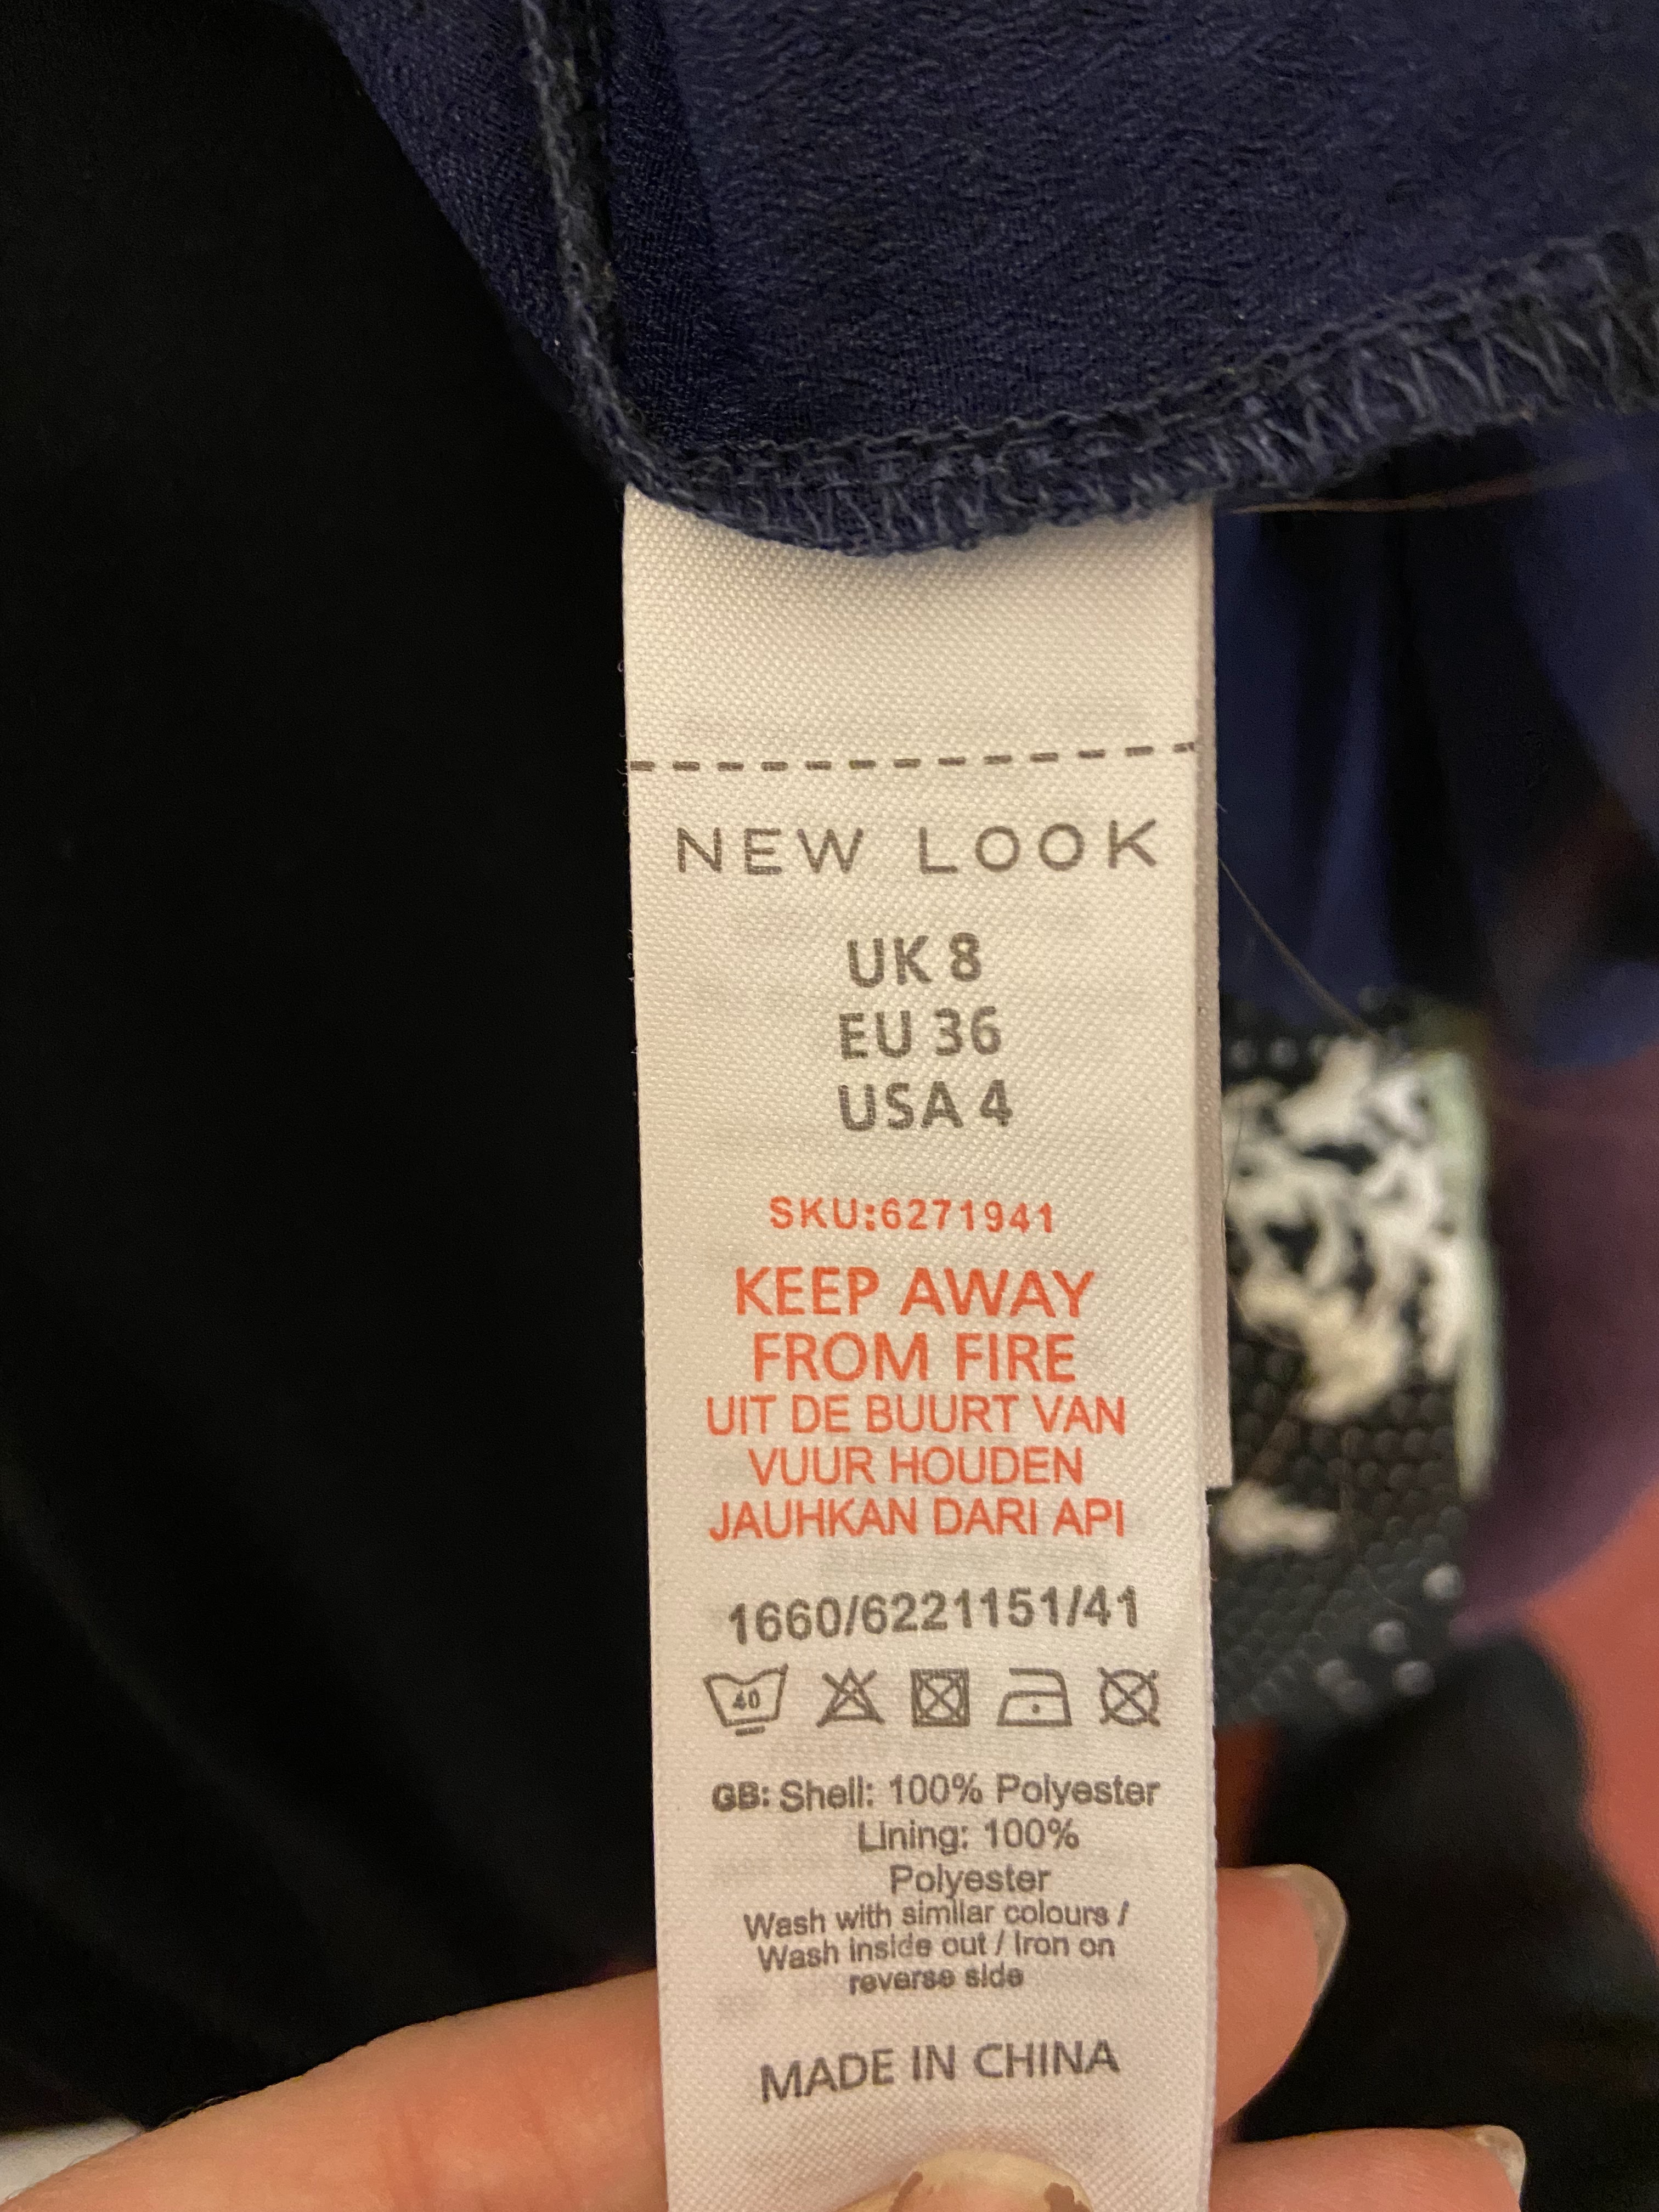 NEW LOOK
UK 8
EU 36
USA 4
SKU:6271941
KEEP AWAY
FROM FIRE
UIT DE BUURT VAN
VUUR HOUDEN
JAUHKAN DARI API
1660/6221151/41
40
GB: Shell: 100% Polyester
Lining: 100%
Polyester
Wash with similar colours /
Wash inside out / Iron on
reverse side
MADE IN CHINA